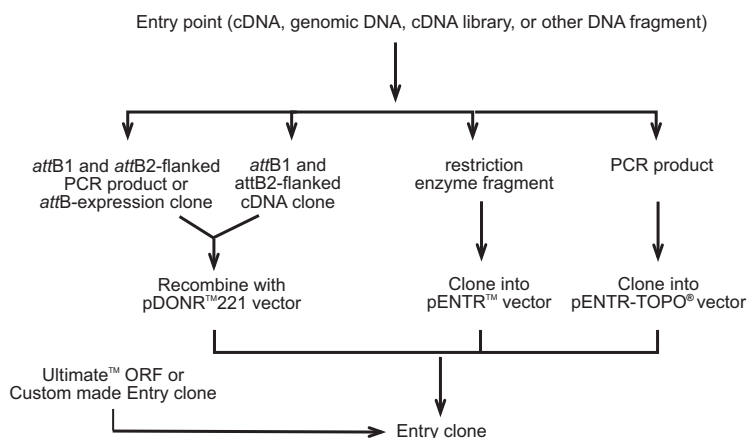 Entry point (cDNA, genomic DNA, cDNA library, or other DNA fragment)
attB1 and attB2-flanked
PCR product or
attB-expression clone
attB1 and
attB2-flanked
cDNA clone
restriction
enzyme fragment
PCR product
Recombine with
pDONR™221 vector
Clone into
pENTR™ vector
Clone into
pENTR-TOPO® vector
Ultimate™ ORF or
Custom made Entry clone
Entry clone